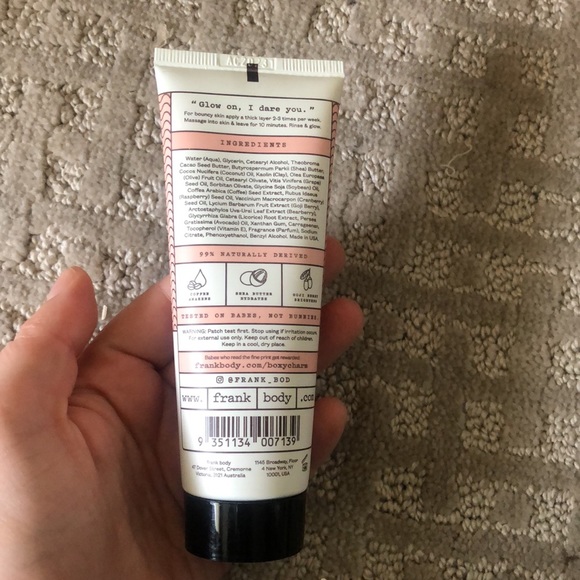 "Glow on, I dare you."
For bouncy skin apply a thick layer 2-3 times per week.
Massage into skin & leave for 10 minutes. Rinse & glow.
INGREDIENTS
Water (Aqua), Glycerin, Cetearyl Alcohol, Theobroma
Cacao Seed Butter, Butyrospermum Parkii (Shea) Butter,
Cocos Nucifera (Coconut) Oil, Kaolin (Clay), Olea Europaea
(Olive) Fruit Oil, Cetearyl Olivate, Vitis Vinifera (Grape)
Seed Oil, Sorbitan Olivate, Glycine Soja (Soybean) Oil,
Coffea Arabica (Coffee) Seed Extract, Rubus Idaeus
(Raspberry) Seed Oil, Vaccinium Macrocarpon (Cranberry)
Seed Oil, Lycium Barbarum Fruit Extract (Goji Berry),
Arctostaphylos Uva-Ursi Leaf Extract (Bearberry),
Glycyrrhiza Glabra (Licorice) Root Extract, Persea
Gratissima (Avocado) Oil, Xanthan Gum, Carrageenan,
Tocopherol (Vitamin E), Fragrance (Parfum), Sodium
Citrate, Phenoxyethanol, Benzyl Alcohol. Made in USA.
99% NATURALLY DERIVED
COFFEE
SHEA BUTTER
HYDRATES
GOJI BERRY
BRIGHTENS
TESTED ON BABES, NOT BUNNIES.
WARNING: Patch test first. Stop using if irritation occurs.
For external use only. Keep out of reach of children.
Keep in a cool, dry place.
Babes who read the fine print get rewarded.
frankbody.com/boxycharm
@FRANK_BOD
www. frank body .com
9 351134 007139
frank body
Street, Cremorne
Victoria, 3121 Australia
1145 Broadway, Floor
4 New York, NY
10001, USA